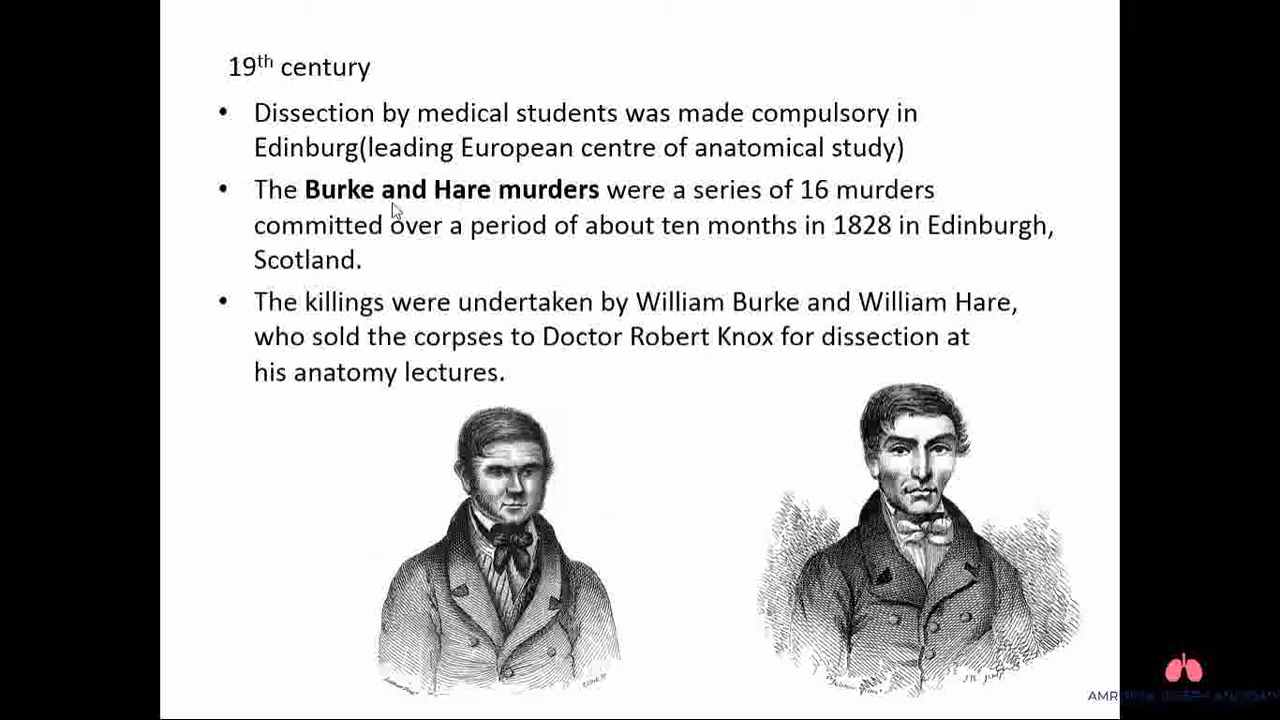 19th century
• Dissection by medical students was made compulsory in
Edinburg(leading European centre of anatomical study)
• The Burke and Hare murders were a series of 16 murders
committed over a period of about ten months in 1828 in Edinburgh,
Scotland.
• The killings were undertaken by William Burke and William Hare,
who sold the corpses to Doctor Robert Knox for dissection at
his anatomy lectures.